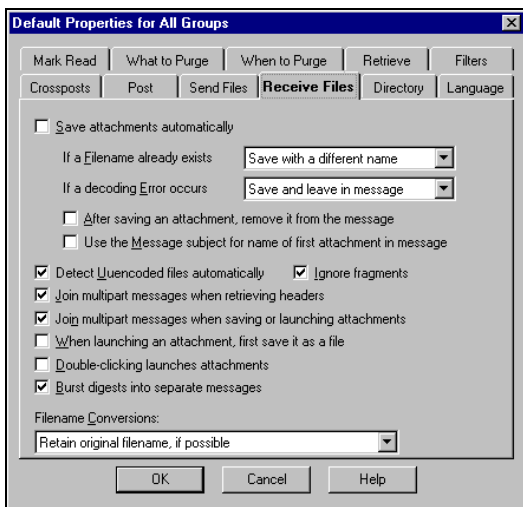 Default Properties for All Groups
Mark Read What to Purge When to Purge Retrieve Filters
Crossposts Post Send Files Receive Files Directory Language
Save attachments automatically
If a Filename already exists Save with a different name
If a decoding Error occurs Save and leave in message
After saving an attachment, remove it from the message
Use the Message subject for name of first attachment in message
Detect Uuencoded files automatically Ignore fragments
Join multipart messages when retrieving headers
Join multipart messages when saving or launching attachments
When launching an attachment, first save it as a file
Double-clicking launches attachments
Burst digests into separate messages
Filename Conversions:
Retain original filename, if possible
OK Cancel Help